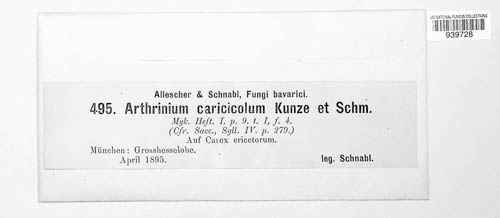 US NATIONAL FUNGUS COLLECTIONS
939728
Allescher & Schnabl, Fungi bavarici.
495. Arthrinium caricicolum Kunze et Schm.
Myk. Heft. I. p. 9. t. I, f. 4.
(Cfr. Sacc., Syll. IV. p. 279.)
Auf Carex ericetorum.
München: Grosshesselohe.
April 1895.
leg. Schnabl.